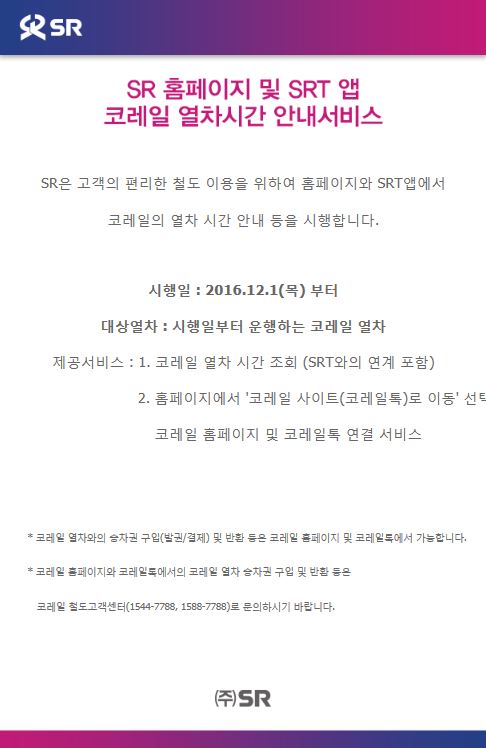 SR
SR 홈페이지 및 SRT 앱
코레일 열차시간 안내서비스
SR은 고객의 편리한 철도 이용을 위하여 홈페이지와 SRT앱에서
코레일의 열차 시간 안내 등을 시행합니다.
시행일 : 2016.12.1(목) 부터
대상열차 : 시행일부터 운행하는 코레일 열차
제공서비스 : 1. 코레일 열차 시간 조회 (SRT와의 연계 포함)
2. 홈페이지에서 '코레일 사이트(코레일톡)로 이동' 선택
코레일 홈페이지 및 코레일톡 연결 서비스
* 코레일 열차와의 승차권 구입(발권/결제) 및 반환 등은 코레일 홈페이지 및 코레일톡에서 가능합니다.
* 코레일 홈페이지와 코레일톡에서의 코레일 열차 승차권 구입 및 반환 등은
코레일 철도고객센터(1544-7788, 1588-7788)로 문의하시기 바랍니다.
(주)SR